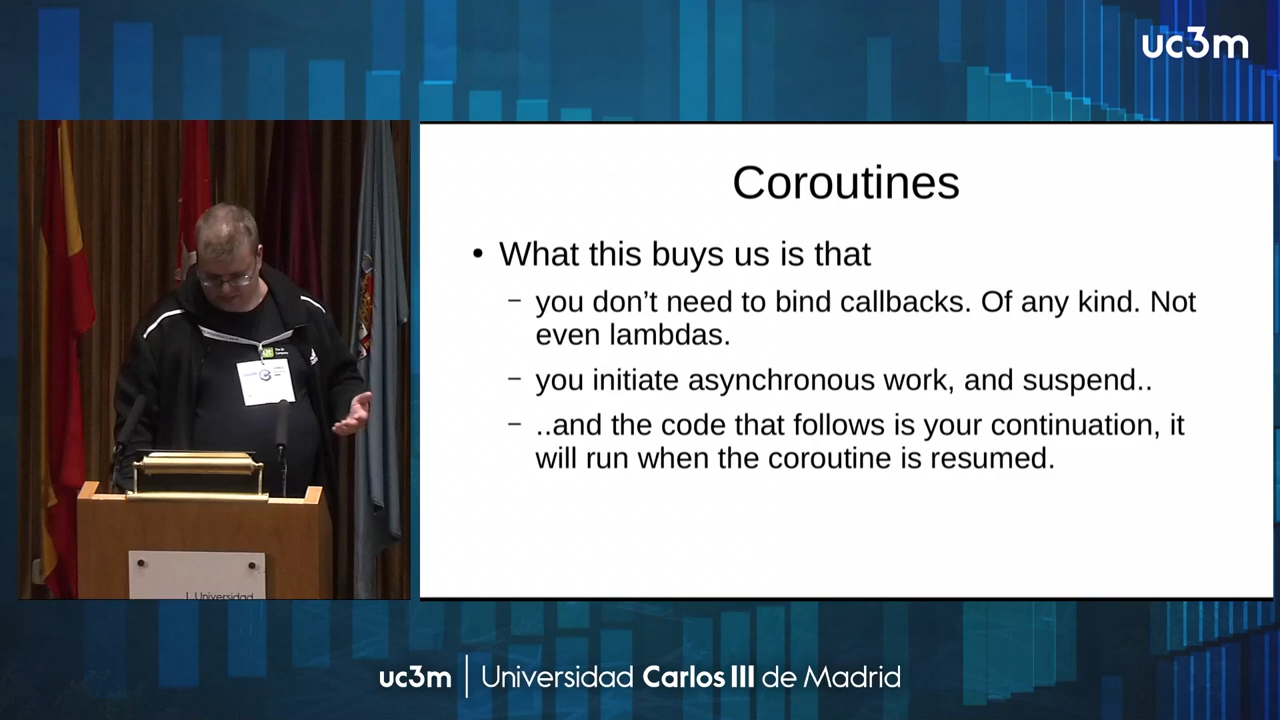 uc3m
Coroutines
• What this buys us is that
– you don’t need to bind callbacks. Of any kind. Not
even lambdas.
– you initiate asynchronous work, and suspend..
– ..and the code that follows is your continuation, it
will run when the coroutine is resumed.
Universidad
uc3m | Universidad Carlos III de Madrid